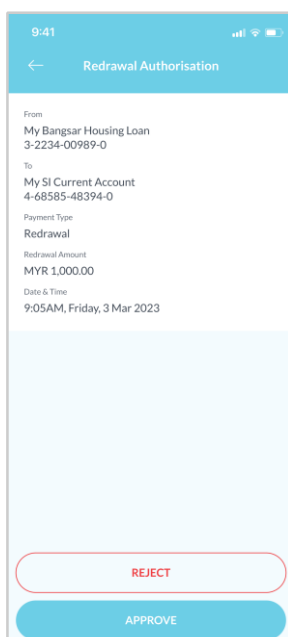 9:41
Redrawal Authorisation
From
My Bangsar Housing Loan
3-2234-00989-0
To
My SI Current Account
4-68585-48394-0
Payment Type
Redrawal
Redrawal Amount
MYR 1,000.00
Date & Time
9:05AM, Friday, 3 Mar 2023
REJECT
APPROVE